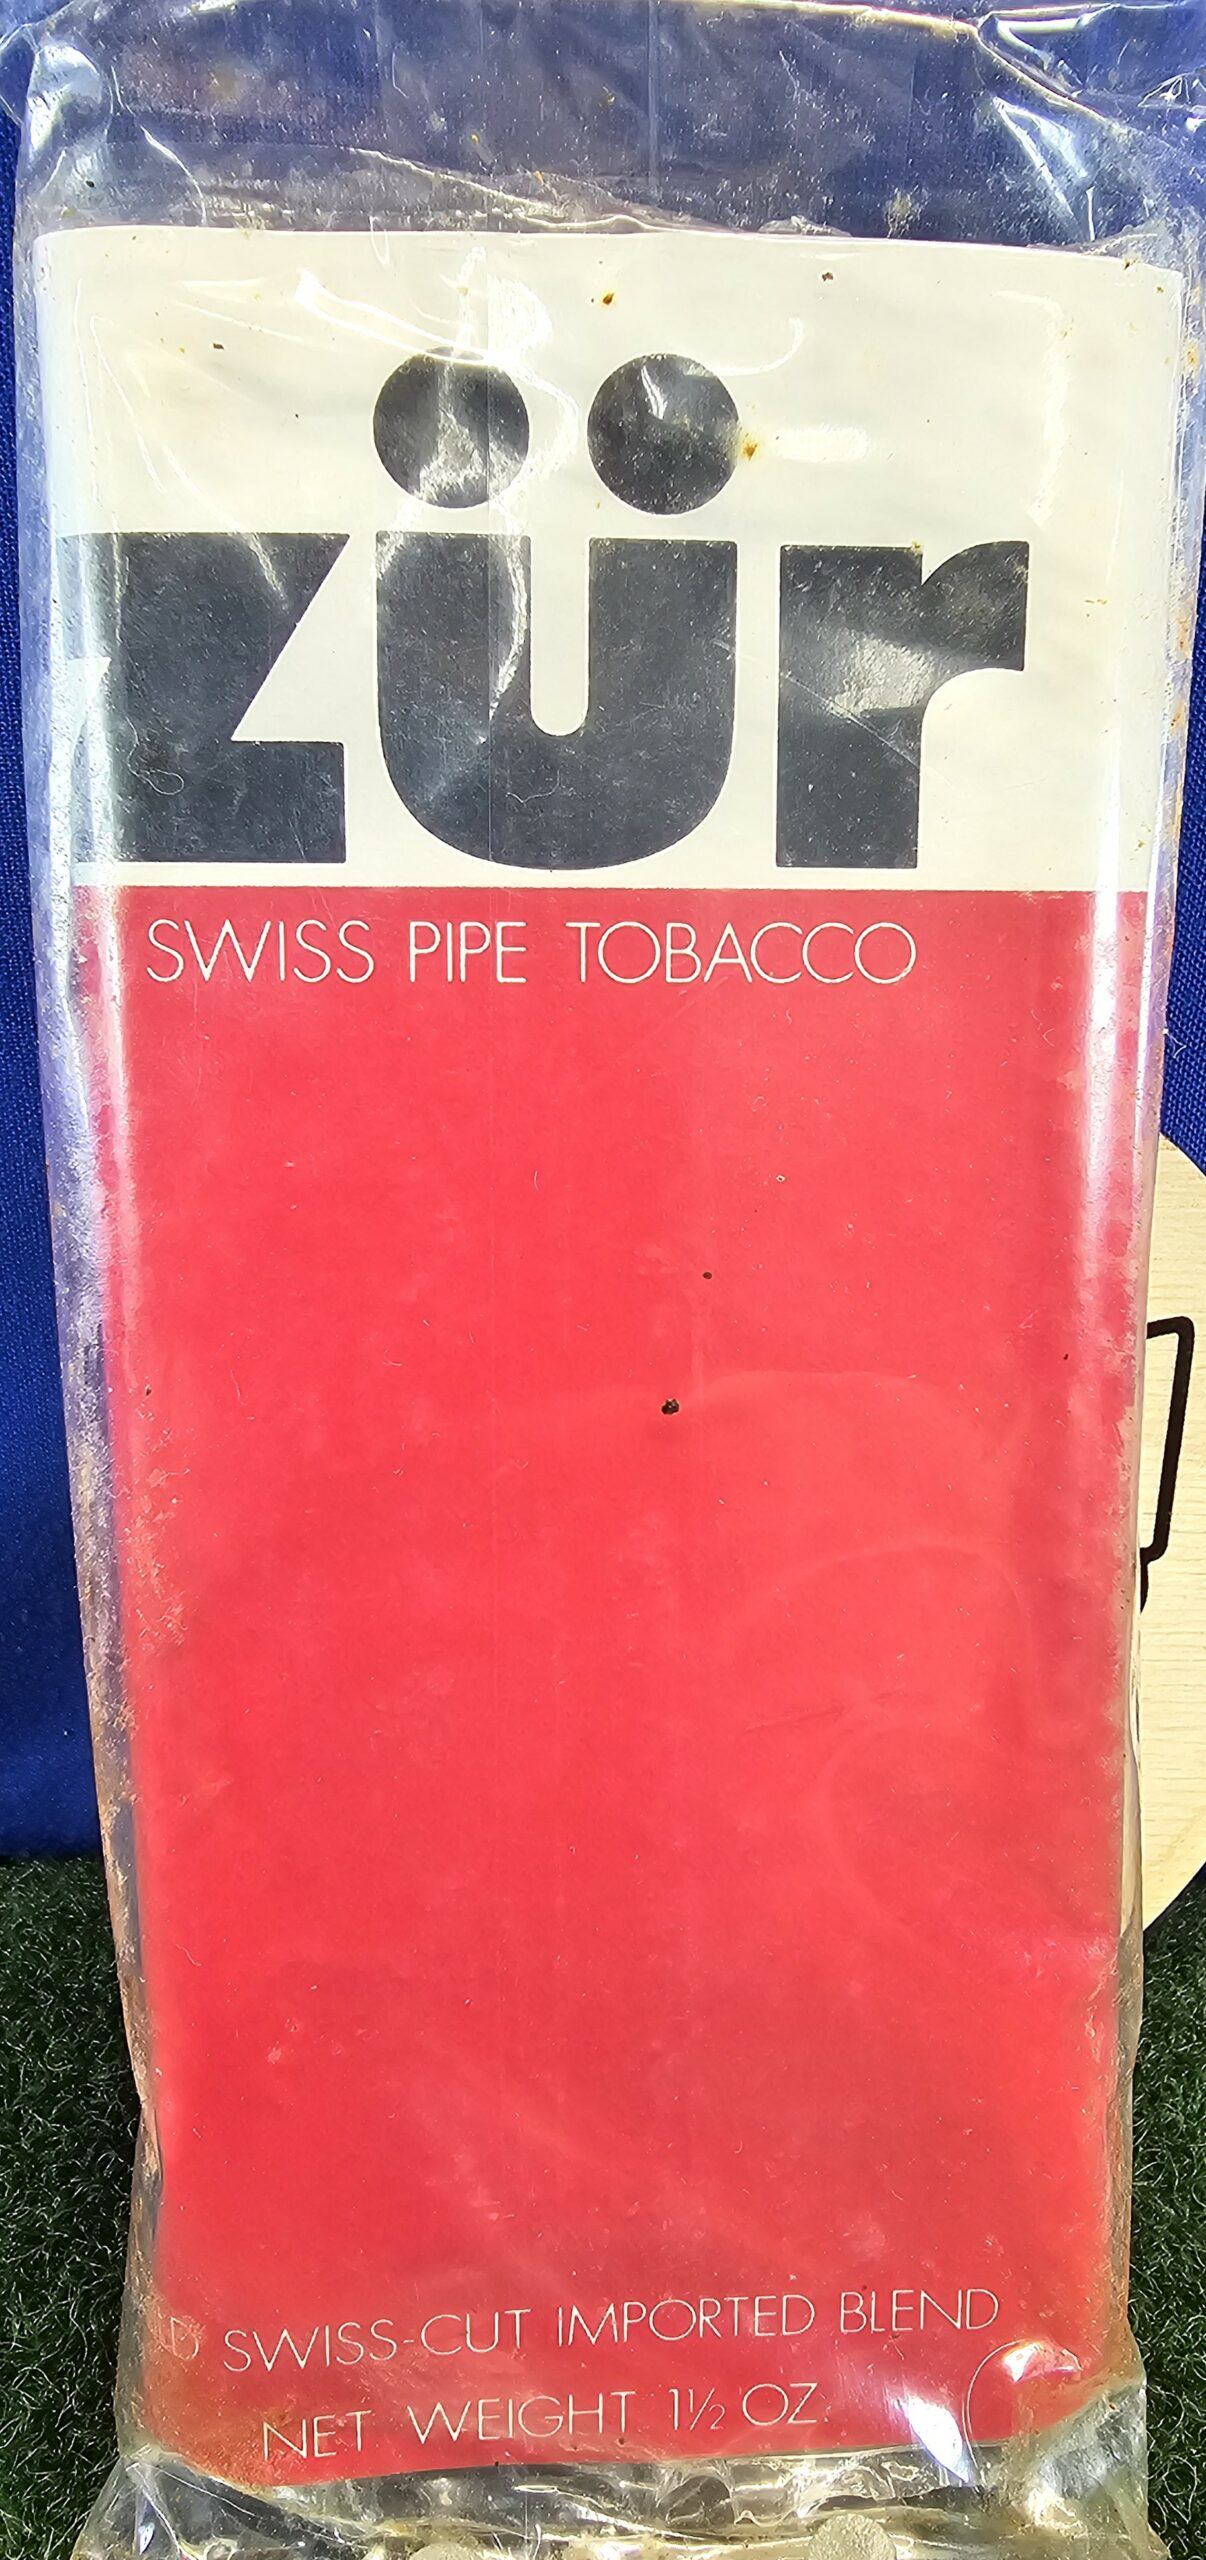 zür
SWISS PIPE TOBACCO
D SWISS-CUT IMPORTED BLEND
NET WEIGHT 1½ OZ.